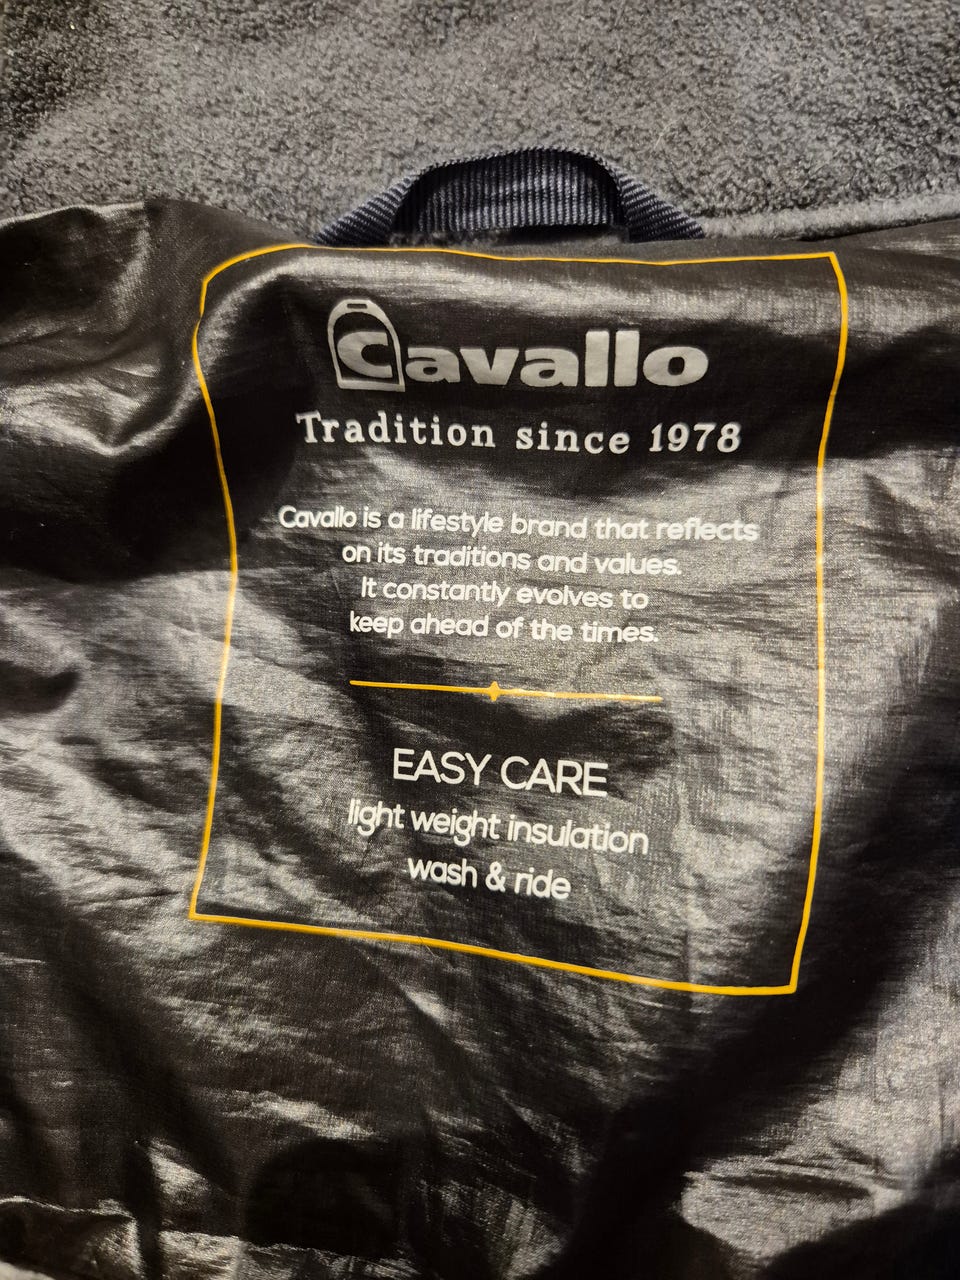 Cavallo
Tradition since 1978
Cavallo is a lifestyle brand that reflects
on its traditions and values.
It constantly evolves to
keep ahead of the times.
EASY CARE
light weight insulation
wash & ride